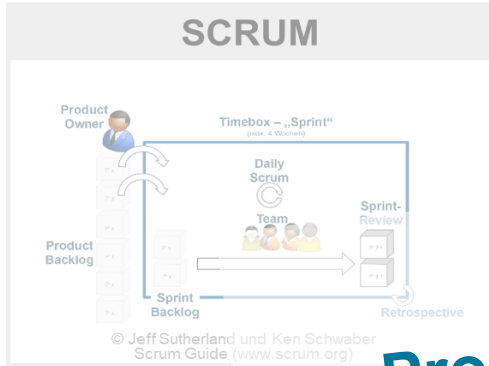 SCRUM
Product
Owner
Timebox – „Sprint“
(max. 4 Wochen)
Daily
Scrum
Team
Sprint-
Review
Product
Backlog
Sprint
Backlog
Retrospective
© Jeff Sutherland und Ken Schwaber
Scrum Guide (www.scrum.org)